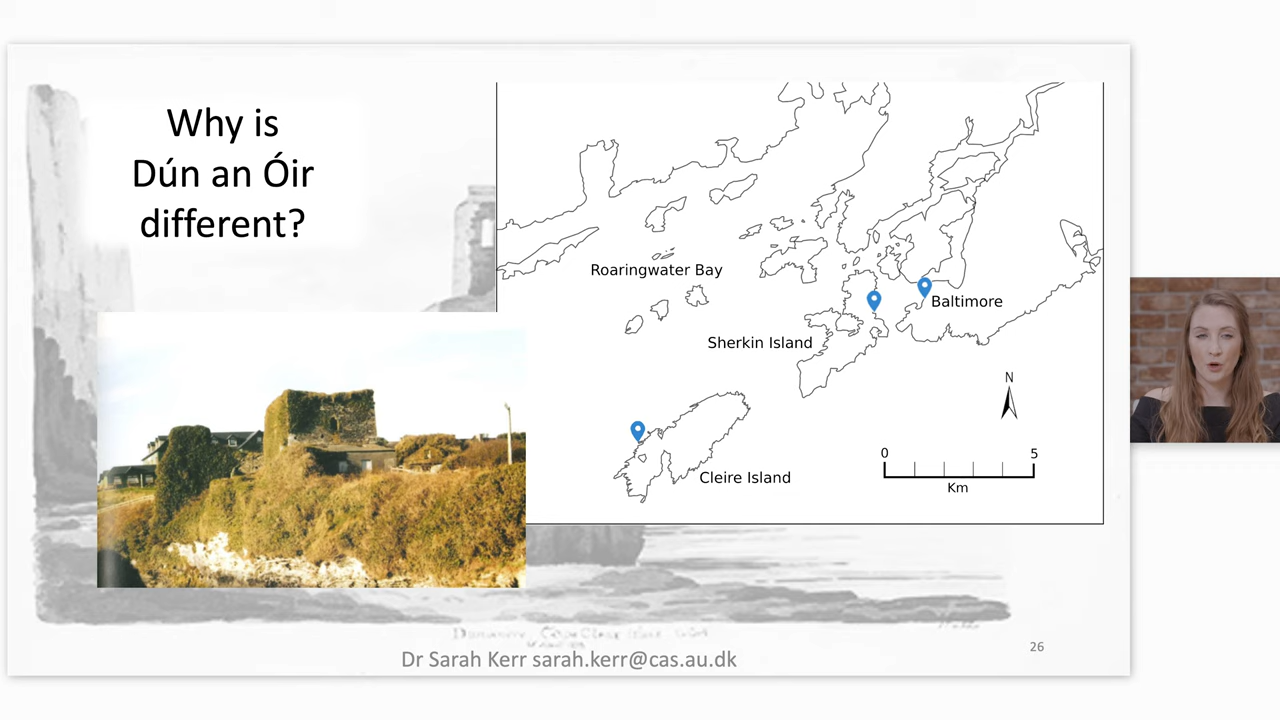 Why is
Dún an Óir
different?
Roaringwater Bay
Baltimore
Sherkin Island
N
0 5
Km
Cleire Island
Dr Sarah Kerr sarah.kerr@cas.au.dk
26